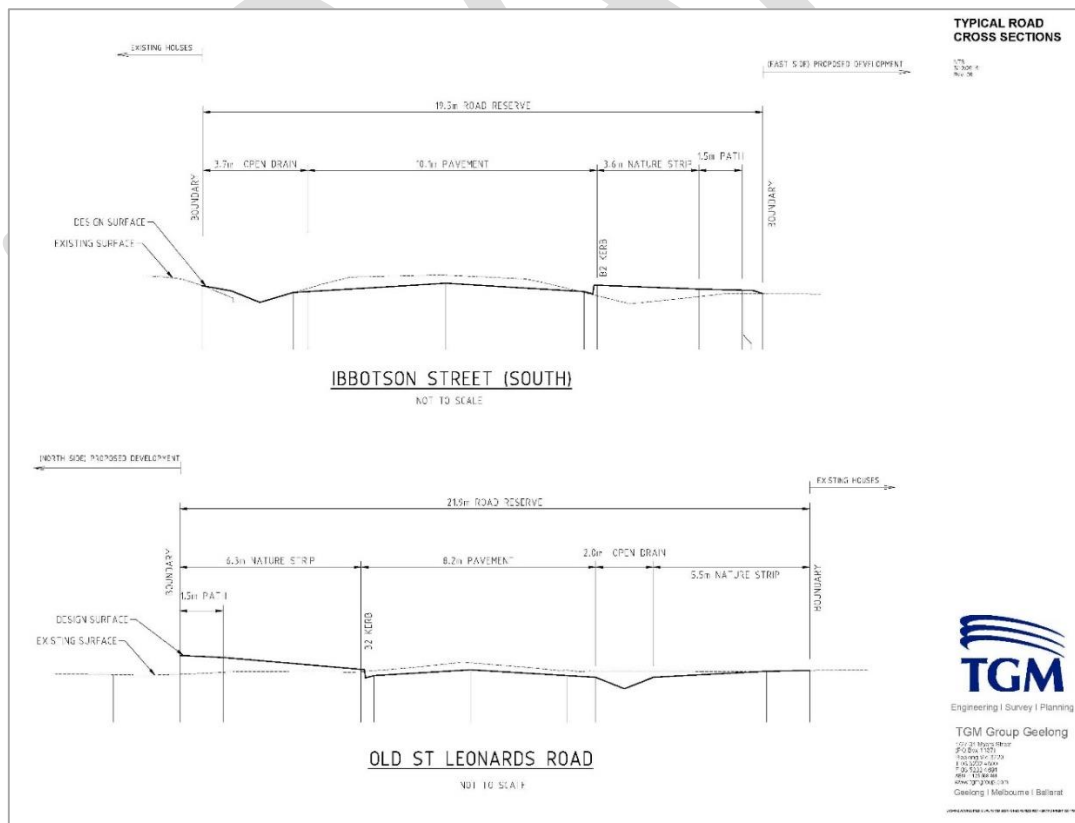 TYPICAL ROAD
CROSS SECTIONS
EXISTING HOUSES
(EAST SIDE) PROPOSED DEVELOPMENT
19.5m ROAD RESERVE
3.7m OPEN DRAIN
10.1m PAVEMENT
3.6m NATURE STRIP
1.5m PATH
BOUNDARY
BOUNDARY
DESIGN SURFACE
EXISTING SURFACE
B2 KERB
IBBOTSON STREET (SOUTH)
NOT TO SCALE
(NORTH SIDE) PROPOSED DEVELOPMENT
EXISTING HOUSES
21.9m ROAD RESERVE
6.3m NATURE STRIP
8.2m PAVEMENT
2.0m OPEN DRAIN
5.5m NATURE STRIP
BOUNDARY
BOUNDARY
1.5m PATH
DESIGN SURFACE
EXISTING SURFACE
B2 KERB
OLD ST LEONARDS ROAD
NOT TO SCALE
TGM
Engineering | Survey | Planning
TGM Group Geelong
Geelong | Melbourne | Ballarat